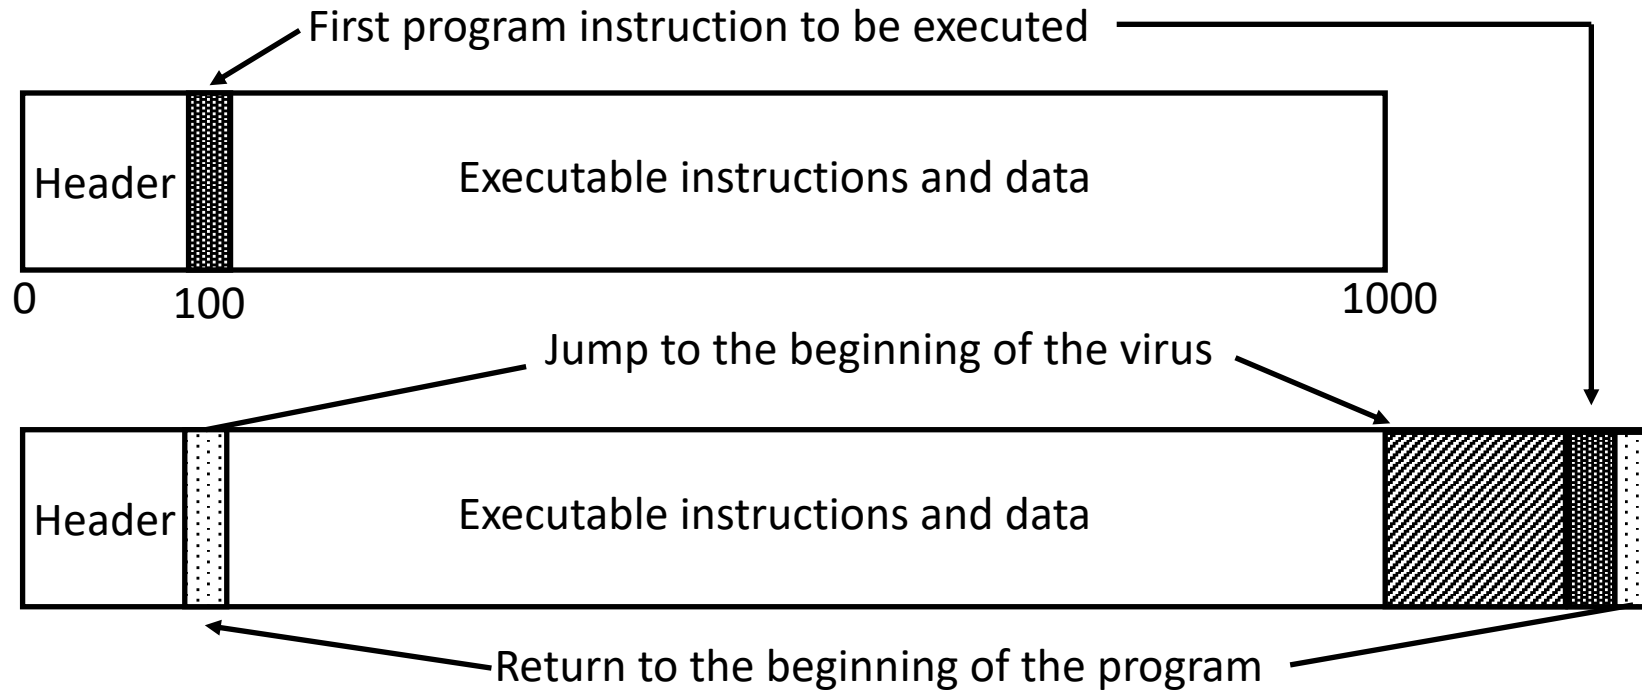 First program instruction to be executed
Header
Executable instructions and data
0
100
1000
Jump to the beginning of the virus
Header
Executable instructions and data
Return to the beginning of the program